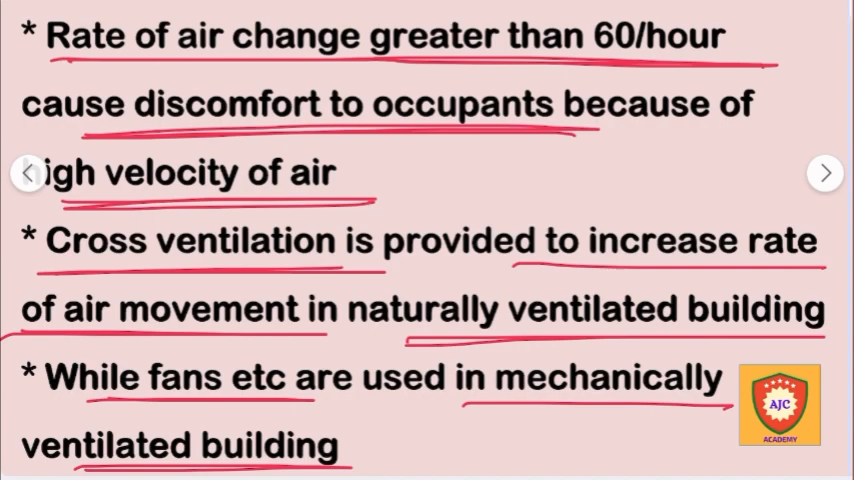 * Rate of air change greater than 60/hour
cause discomfort to occupants because of
high velocity of air
* Cross ventilation is provided to increase rate
of air movement in naturally ventilated building
* While fans etc are used in mechanically
ventilated building
AJC
ACADEMY